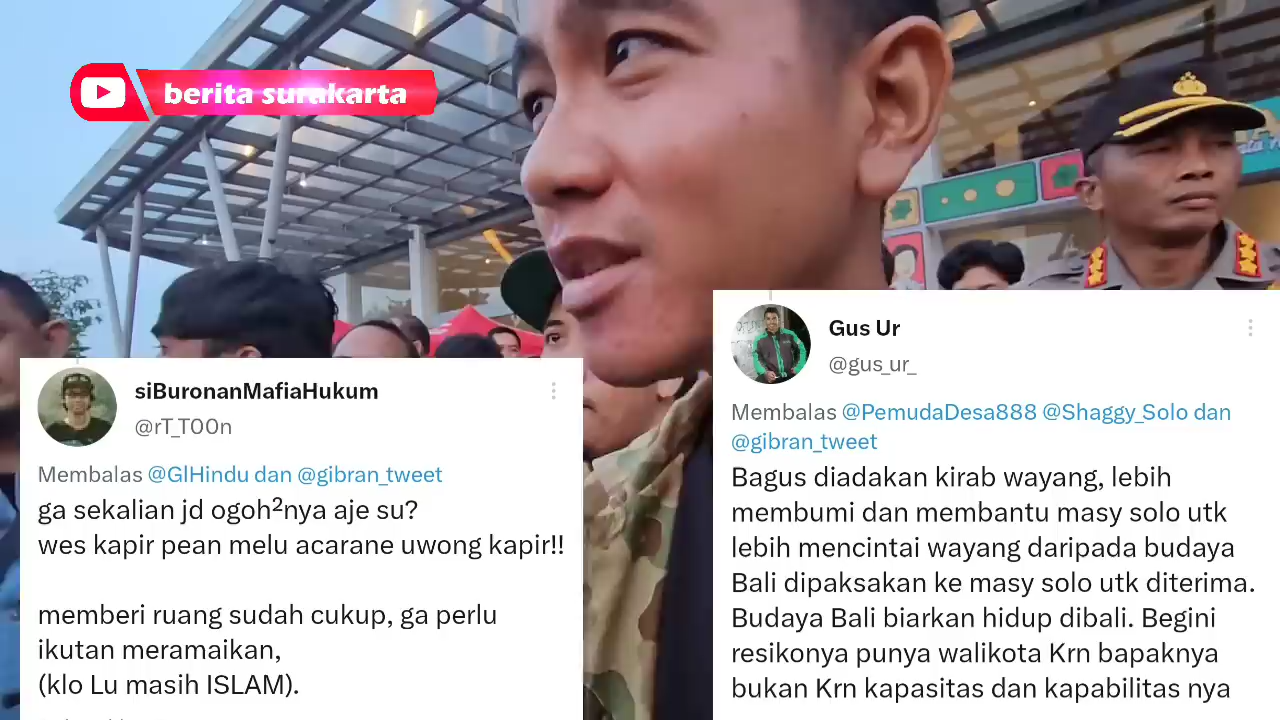 berita surakarta
siBuronanMafiaHukum
@rT_T00n
Membalas @GlHindu dan @gibran_tweet
ga sekalian jd ogoh²nya aje su?
wes kapir pean melu acarane uwong kapir!!
memberi ruang sudah cukup, ga perlu
ikutan meramaikan,
(klo Lu masih ISLAM).
Gus Ur
@gus_ur_
Membalas @PemudaDesa888 @Shaggy_Solo dan
@gibran_tweet
Bagus diadakan kirab wayang, lebih
membumi dan membantu masy solo utk
lebih mencintai wayang daripada budaya
Bali dipaksakan ke masy solo utk diterima.
Budaya Bali biarkan hidup dibali. Begini
resikonya punya walikota Krn bapaknya
bukan Krn kapasitas dan kapabilitas nya